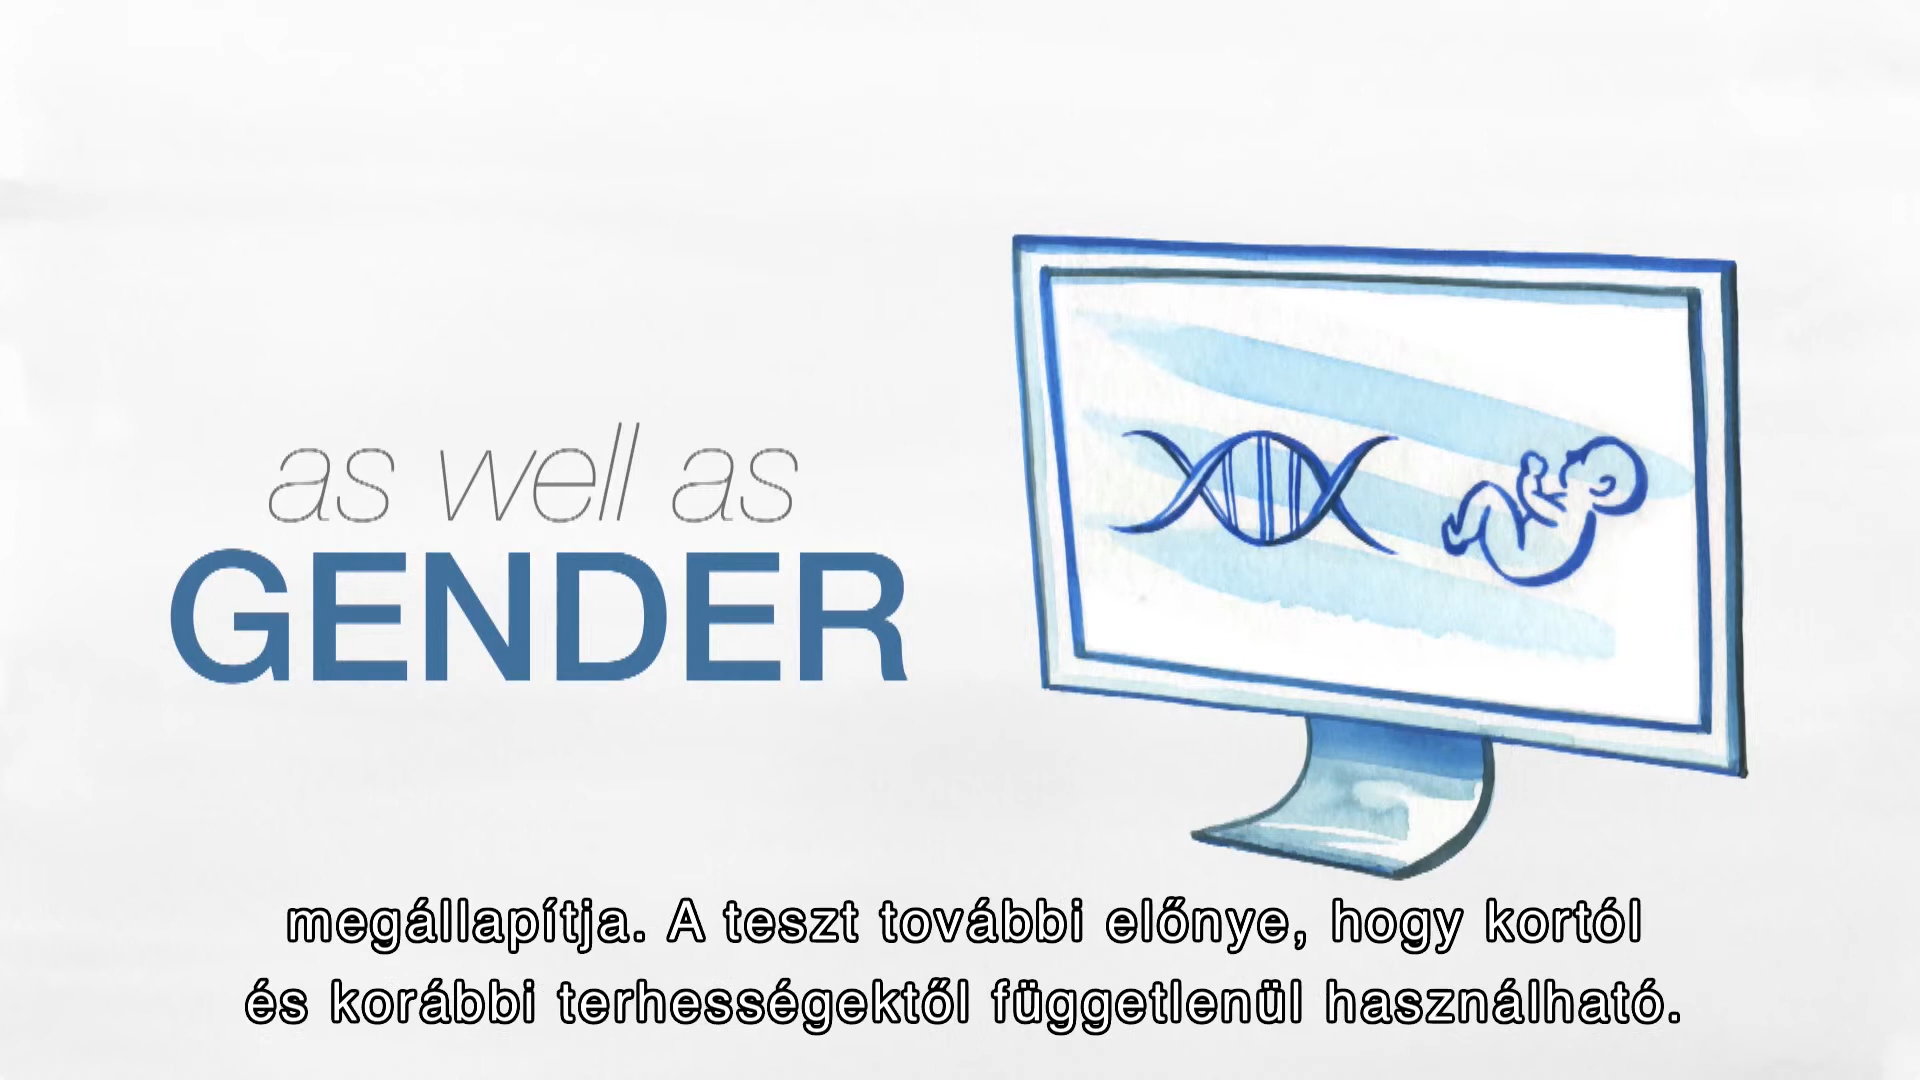 as well as
GENDER
megállapítja. A teszt további előnye, hogy kortól
és korábbi terhességektől függetlenül használható.